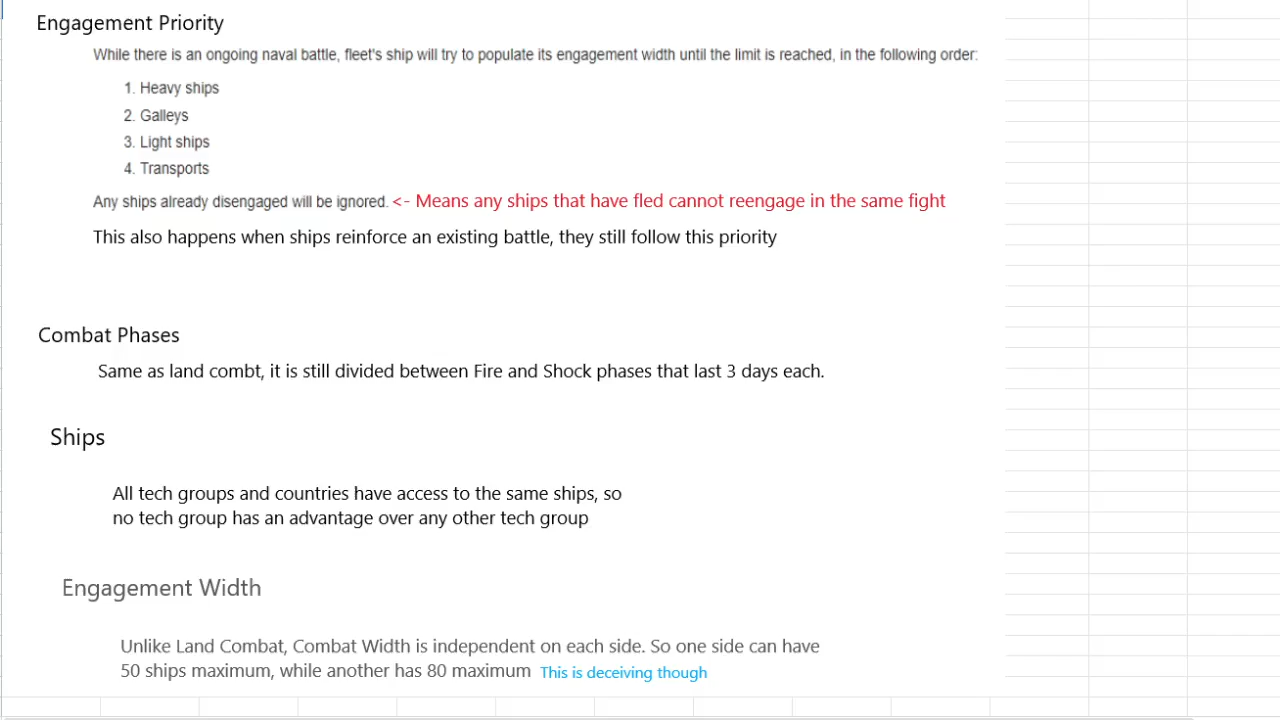 Engagement Priority
While there is an ongoing naval battle, fleet's ship will try to populate its engagement width until the limit is reached, in the following order:
1. Heavy ships
2. Galleys
3. Light ships
4. Transports
Any ships already disengaged will be ignored. <- Means any ships that have fled cannot reengage in the same fight
This also happens when ships reinforce an existing battle, they still follow this priority
Combat Phases
Same as land combt, it is still divided between Fire and Shock phases that last 3 days each.
Ships
All tech groups and countries have access to the same ships, so
no tech group has an advantage over any other tech group
Engagement Width
Unlike Land Combat, Combat Width is independent on each side. So one side can have
50 ships maximum, while another has 80 maximum This is deceiving though